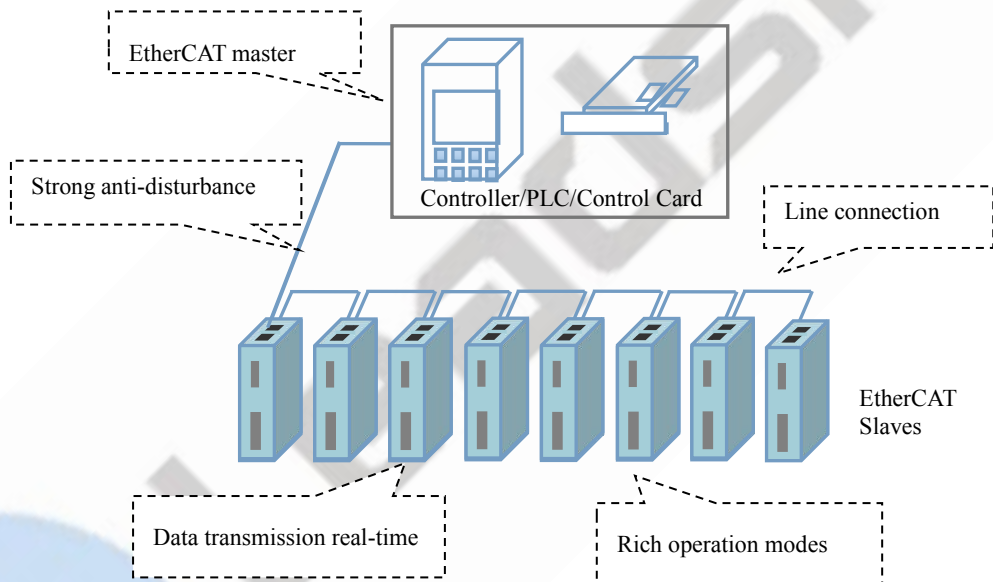 EtherCAT master
Controller/PLC/Control Card
Strong anti-disturbance
Line connection
EtherCAT
Slaves
Data transmission real-time
Rich operation modes